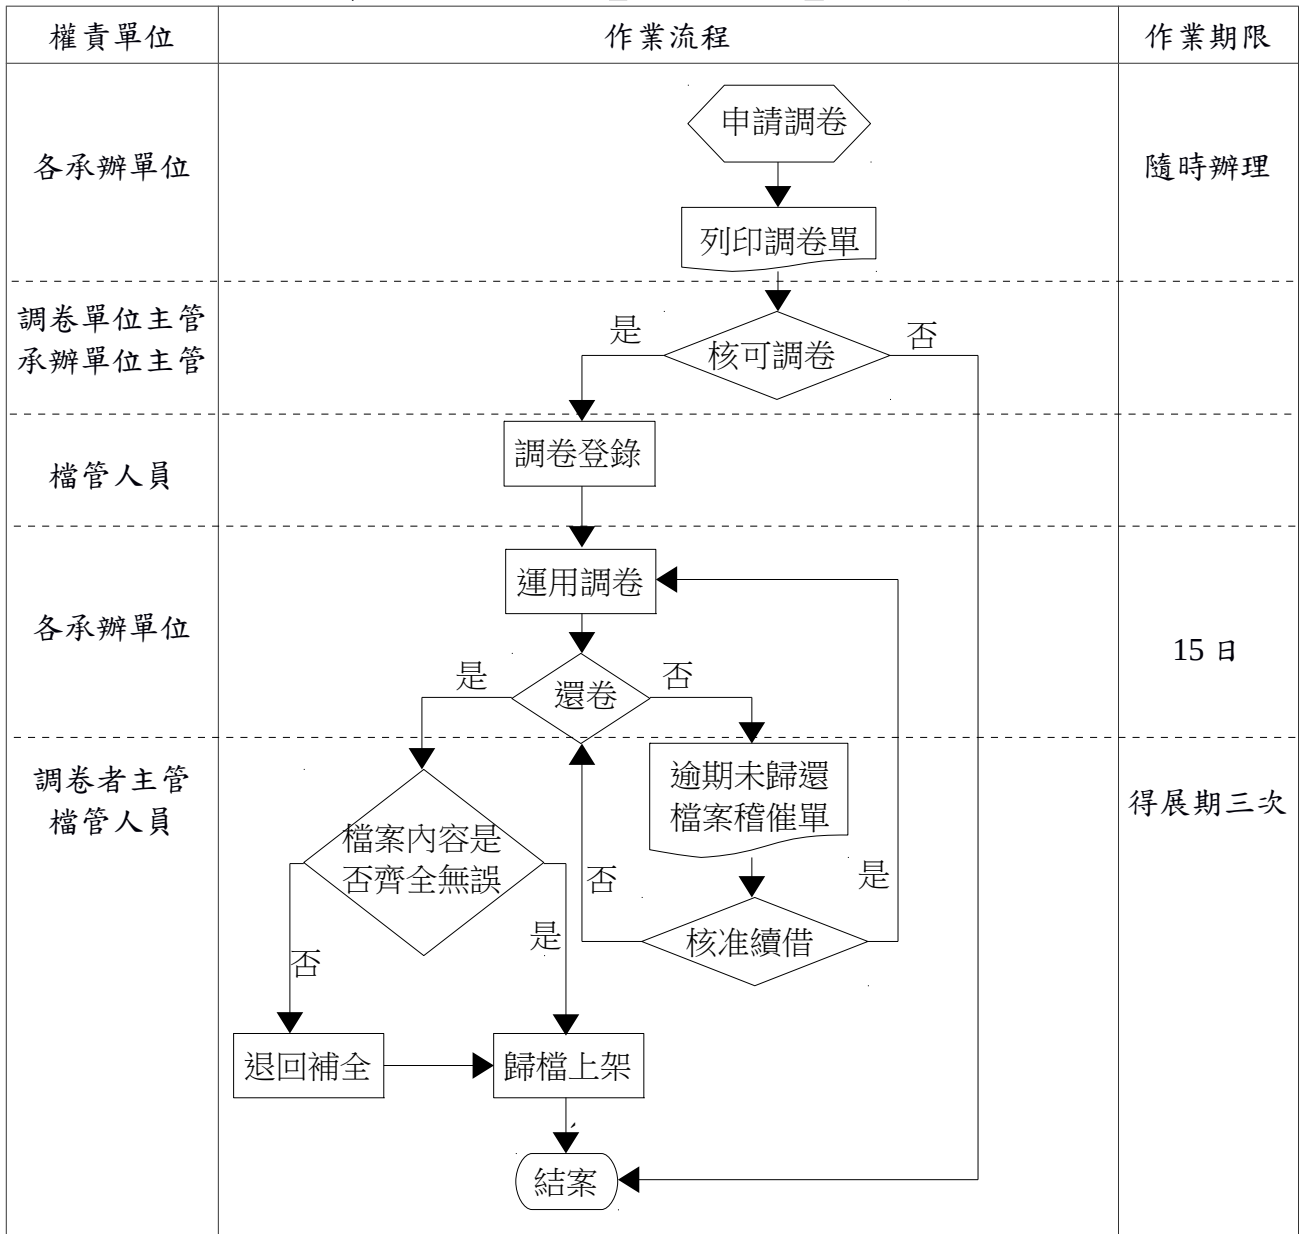 權責單位
作業流程
作業期限
申請調卷
各承辦單位
隨時辦理
列印調卷單
調卷單位主管
承辦單位主管
是
否
核可調卷
調卷登錄
檔管人員
運用調卷
各承辦單位
15 日
是
否
還卷
調卷者主管
檔管人員
逾期未歸還
檔案稽催單
得展期三次
檔案內容是
否齊全無誤
否
是
是
核准續借
否
退回補全
歸檔上架
結案